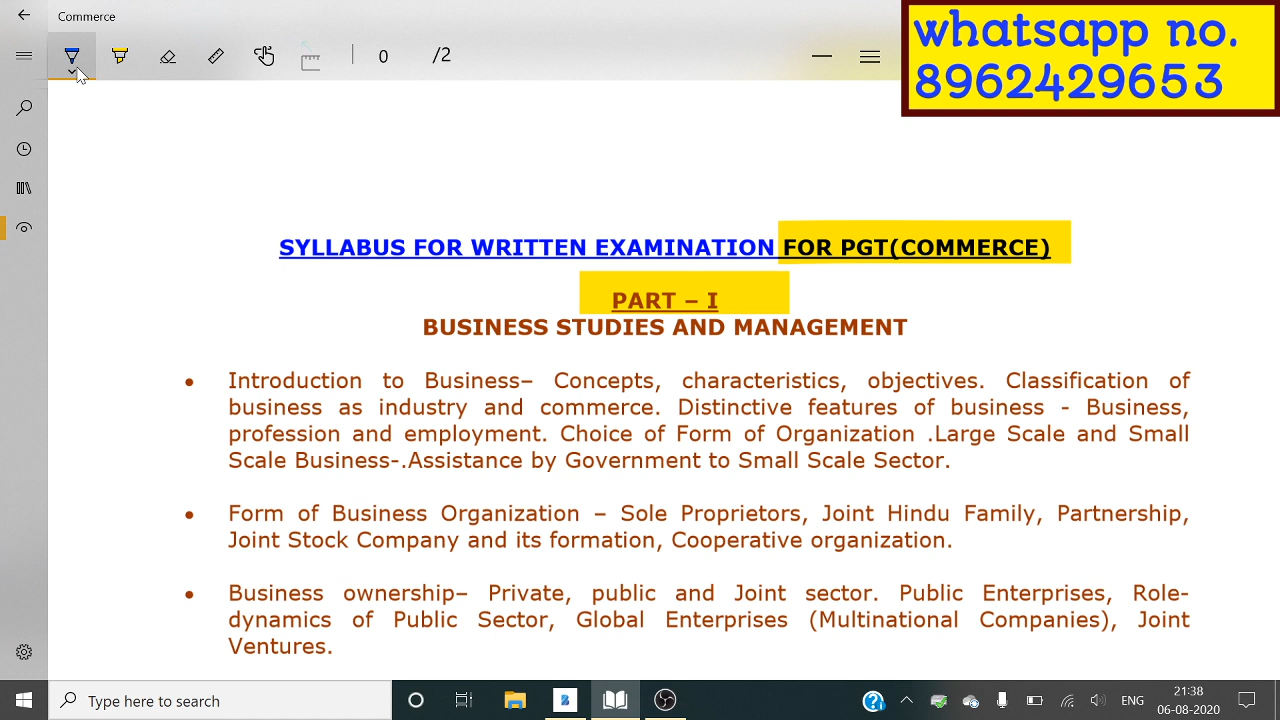 Commerce
whatsapp no.
8962429653
0 /2
SYLLABUS FOR WRITTEN EXAMINATION FOR PGT(COMMERCE)
PART – I
BUSINESS STUDIES AND MANAGEMENT
• Introduction to Business– Concepts, characteristics, objectives. Classification of
business as industry and commerce. Distinctive features of business - Business,
profession and employment. Choice of Form of Organization .Large Scale and Small
Scale Business-.Assistance by Government to Small Scale Sector.
• Form of Business Organization – Sole Proprietors, Joint Hindu Family, Partnership,
Joint Stock Company and its formation, Cooperative organization.
• Business ownership– Private, public and Joint sector. Public Enterprises, Role-
dynamics of Public Sector, Global Enterprises (Multinational Companies), Joint
Ventures.
Type here to search
ENG
21:38
06-08-2020